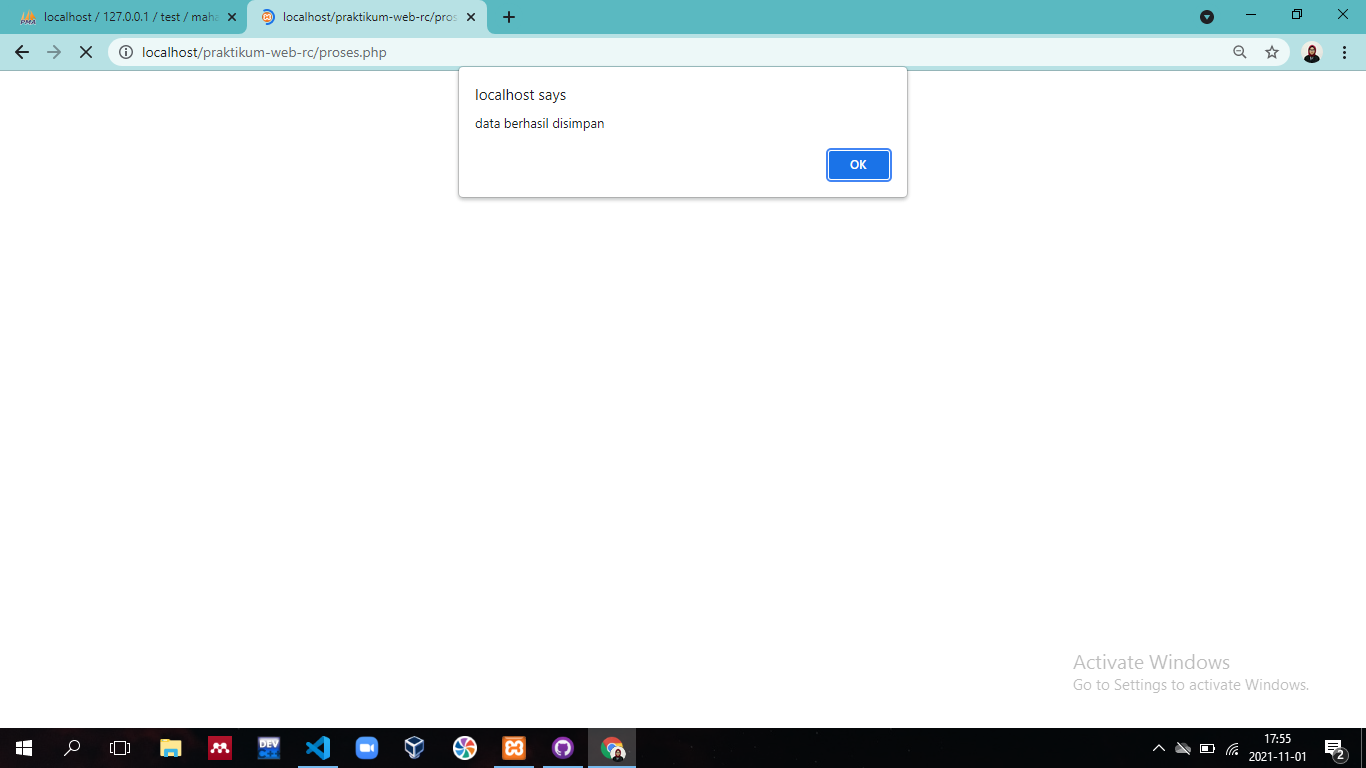 localhost / 127.0.0.1 / test / maha
localhost/praktikum-web-rc/pros
localhost/praktikum-web-rc/proses.php
localhost says
data berhasil disimpan
OK
Activate Windows
Go to Settings to activate Windows.
PMA
DEV
C++
17:55
2021-11-01
2